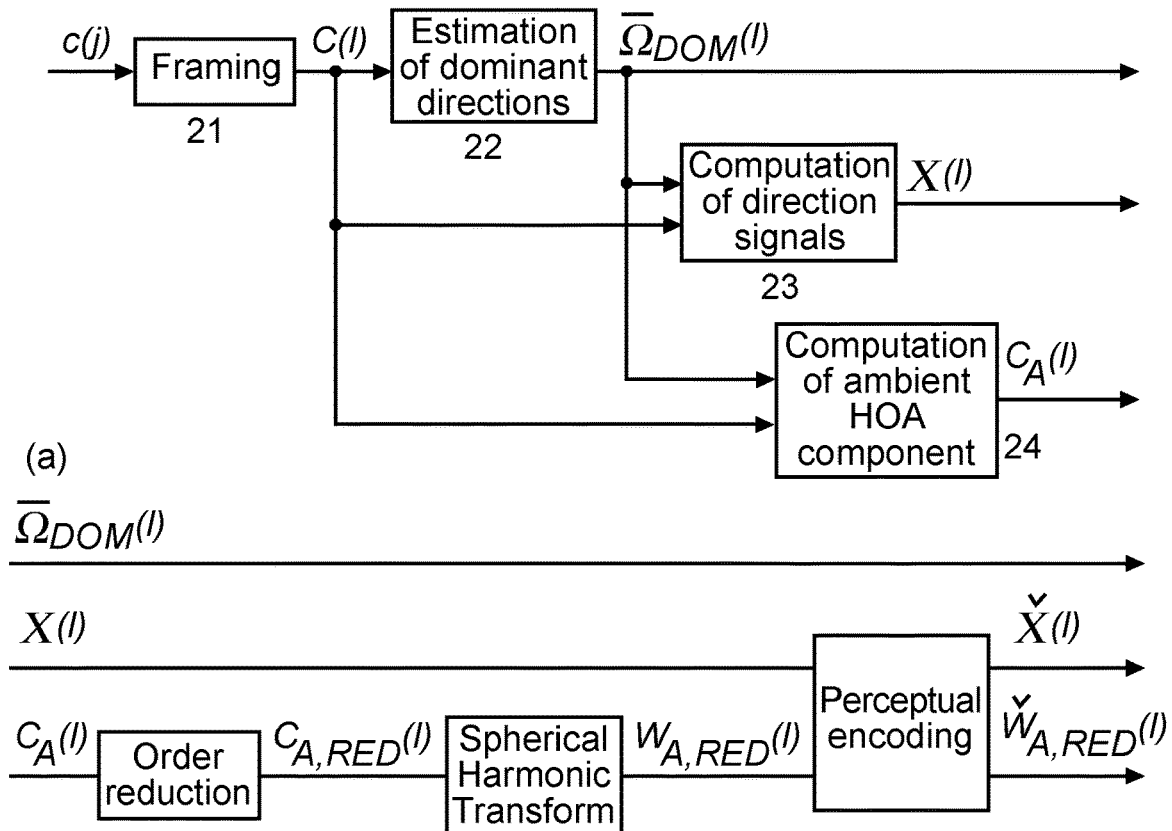 c(j)
Framing
21
C(l)
Estimation
of dominant
directions
22
Ω̅DOM(l)
Computation
of direction
signals
23
X(l)
Computation
of ambient
HOA
component
24
CA(l)
(a)
Ω̅DOM(l)
X(l)
X̌(l)
CA(l)
Order
reduction
CA,RED(l)
Spherical
Harmonic
Transform
WA,RED(l)
Perceptual
encoding
W̌A,RED(l)